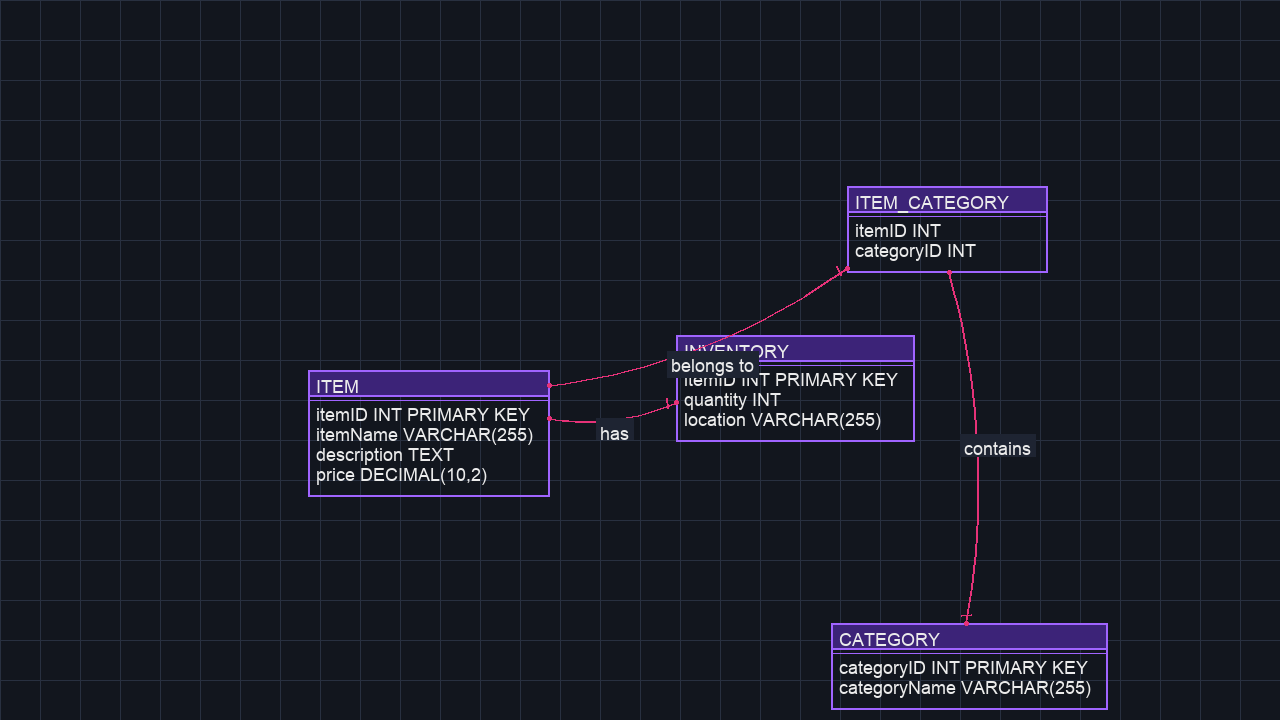 ITEM_CATEGORY
itemID INT
categoryID INT
INVENTORY
belongs to
itemID INT PRIMARY KEY
quantity INT
location VARCHAR(255)
ITEM
itemID INT PRIMARY KEY
itemName VARCHAR(255)
description TEXT
price DECIMAL(10,2)
has
contains
CATEGORY
categoryID INT PRIMARY KEY
categoryName VARCHAR(255)